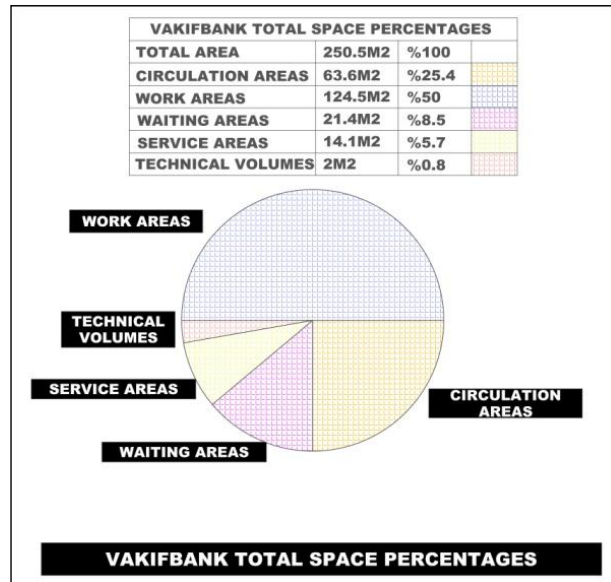 VAKIFBANK TOTAL SPACE PERCENTAGES
TOTAL AREA 250.5M2 %100
CIRCULATION AREAS 63.6M2 %25.4
WORK AREAS 124.5M2 %50
WAITING AREAS 21.4M2 %8.5
SERVICE AREAS 14.1M2 %5.7
TECHNICAL VOLUMES 2M2 %0.8
WORK AREAS
TECHNICAL
VOLUMES
SERVICE AREAS
CIRCULATION
AREAS
WAITING AREAS
VAKIFBANK TOTAL SPACE PERCENTAGES